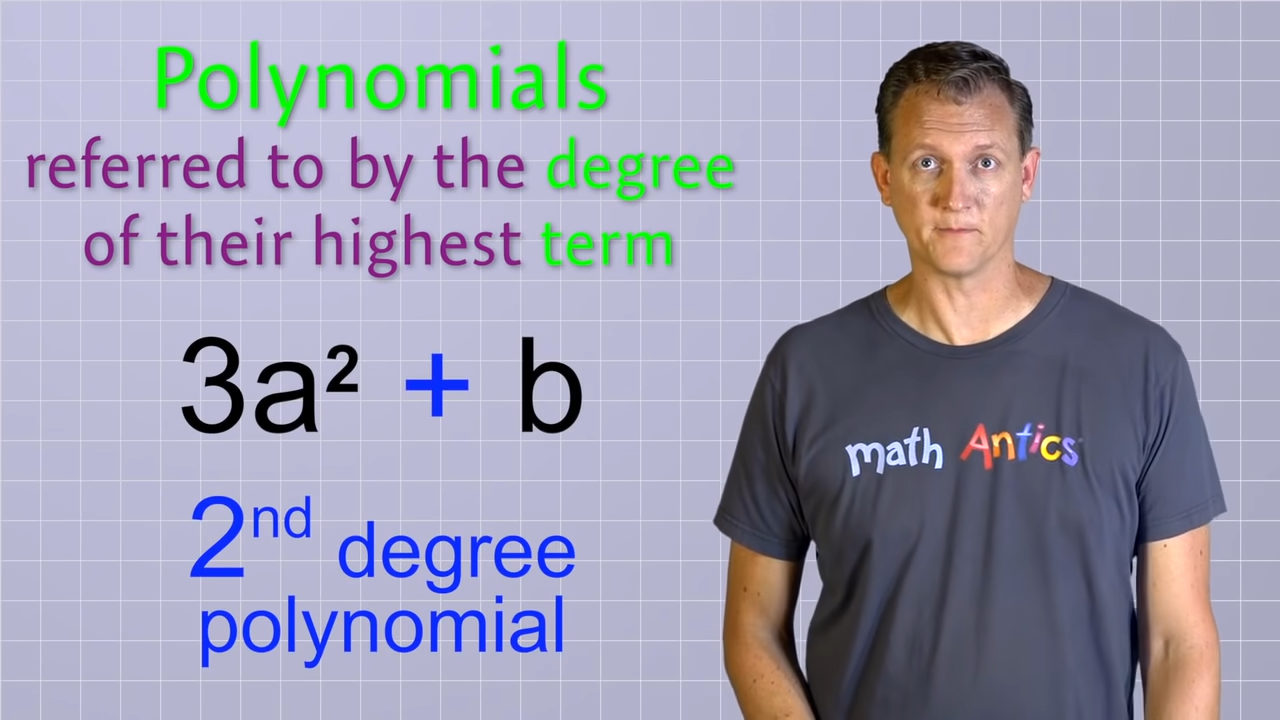 Polynomials
referred to by the degree
of their highest term
3a² + b
2nd degree
polynomial
math Antics